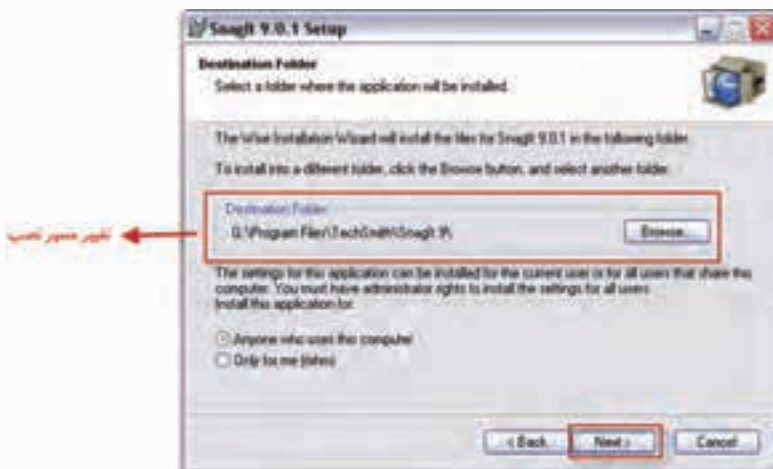 SnagIt 9.0.1 Setup
Destination Folder
Select a folder where the application will be installed.
The Wise Installation Wizard will install the files for SnagIt 9.0.1 in the following folder.
To install into a different folder, click the Browse button, and select another folder.
Destination Folder
G:\Program Files\TechSmith\SnagIt 9\
Browse...
تغییر مسیر نصب
The settings for this application can be installed for the current user or for all users that share this
computer. You must have administrator rights to install the settings for all users.
Install this application for:
Anyone who uses this computer
Only for me
< Back
Next >
Cancel